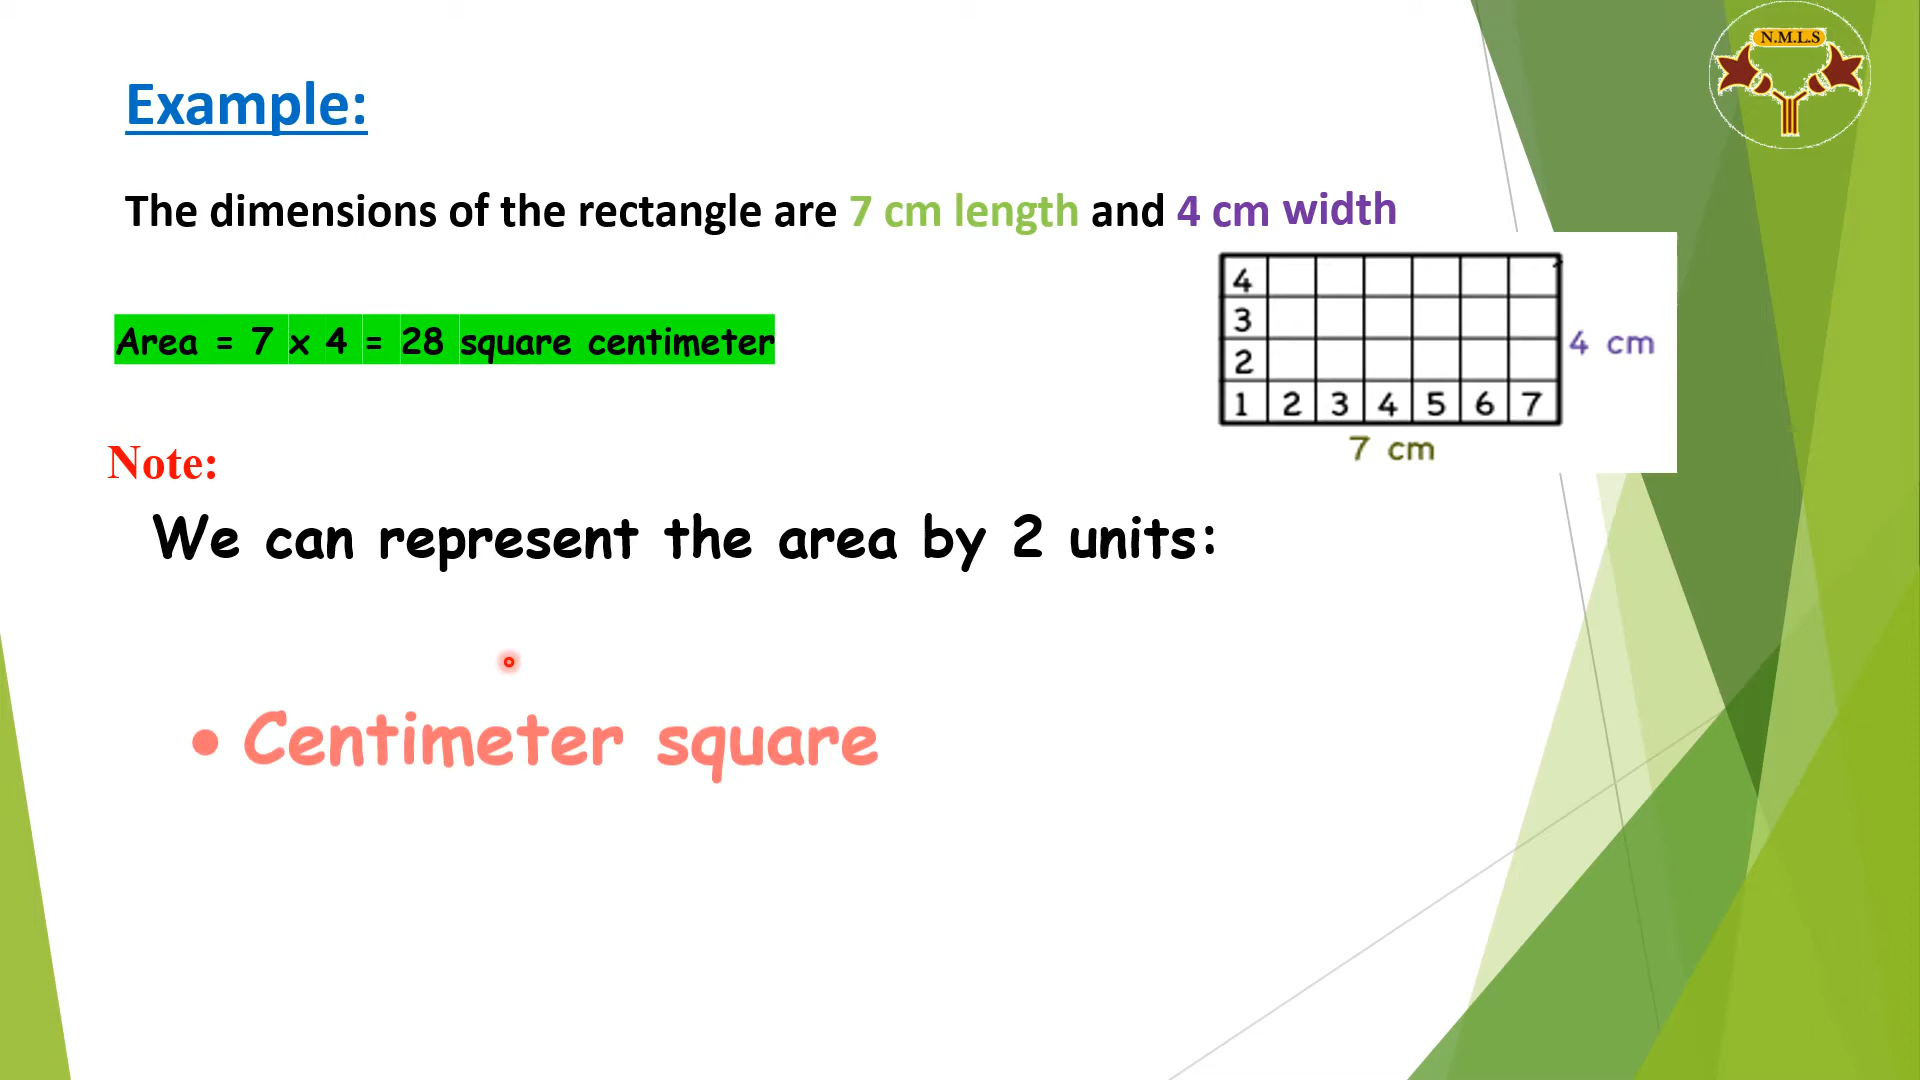 N.M.L.S
Example:
The dimensions of the rectangle are 7 cm length and 4 cm width
Area = 7 x 4 = 28 square centimeter
4
3
2
1 2 3 4 5 6 7
4 cm
7 cm
Note:
We can represent the area by 2 units:
• Centimeter square